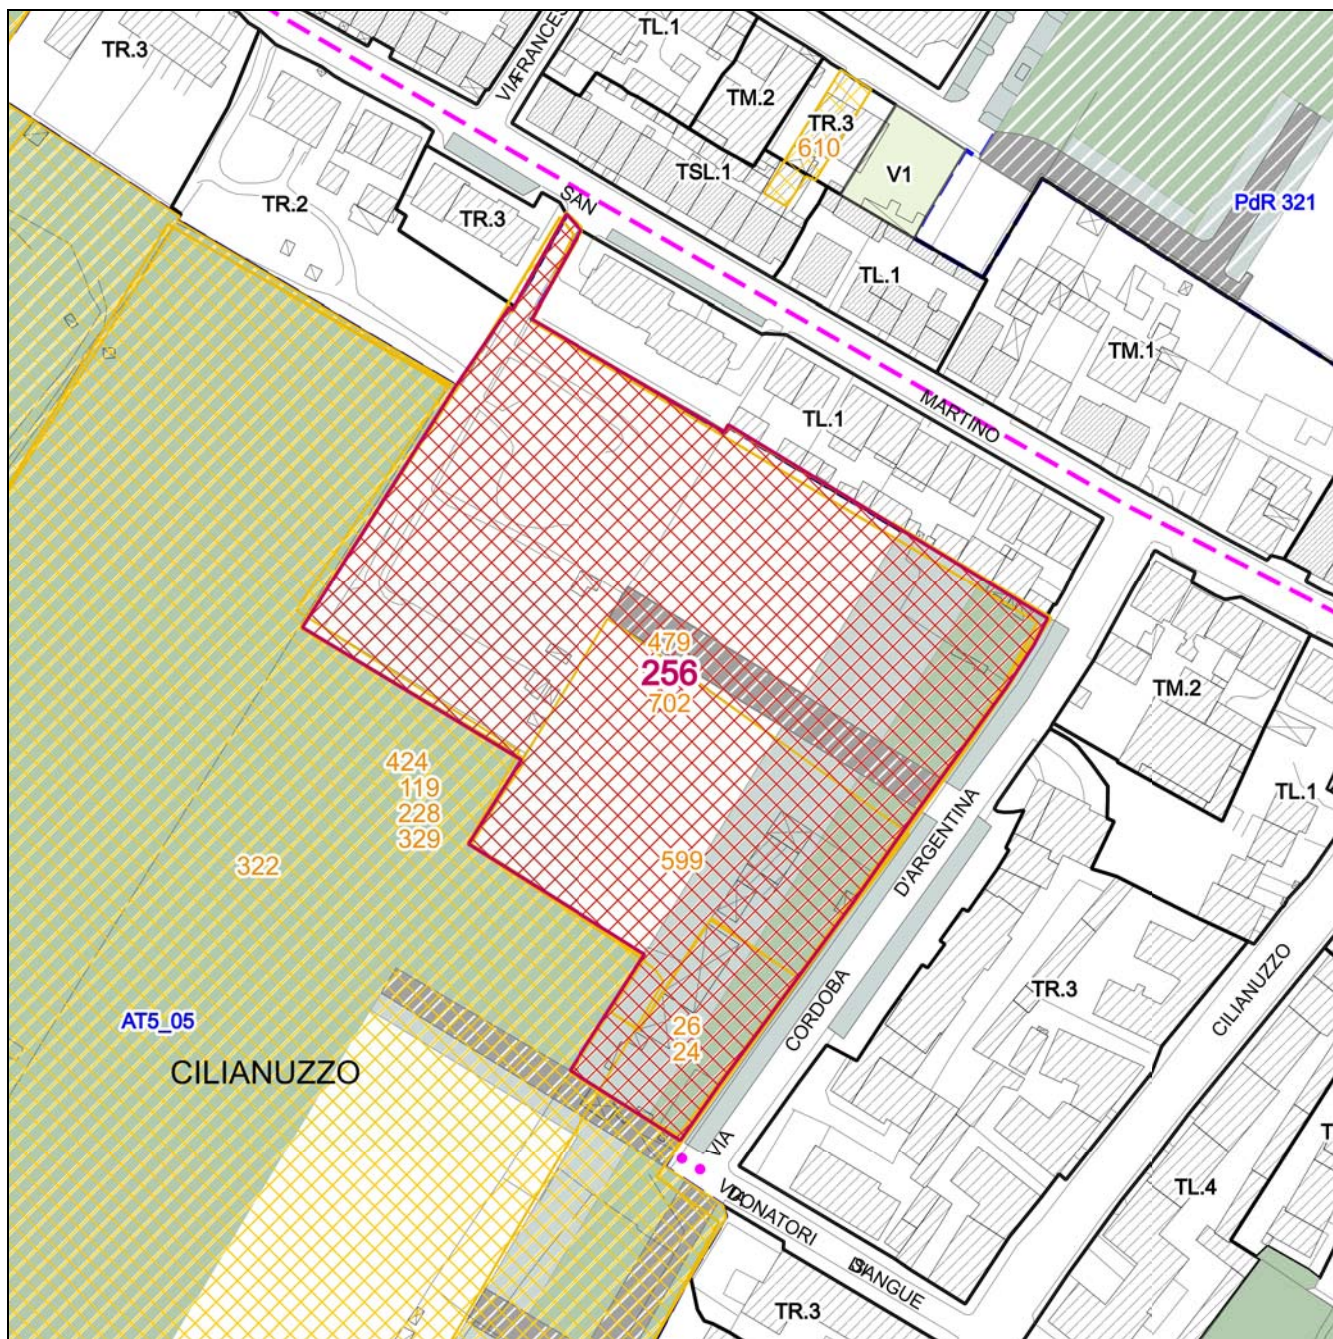 TR.3
VIA FRANCES
TL.1
TM.2
TR.3
610
V1
TSL.1
PdR 321
TR.2
TR.3
SAN
TL.1
TM.1
MARTINO
TL.1
479
256
702
TM.2
424
119
228
329
322
599
D'ARGENTINA
TL.1
TR.3
CORDOBA
CILIANUZZO
AT5_05
CILIANUZZO
26
24
VIA
VIA
DONATORI
DI
SANGUE
TL.4
TR.3